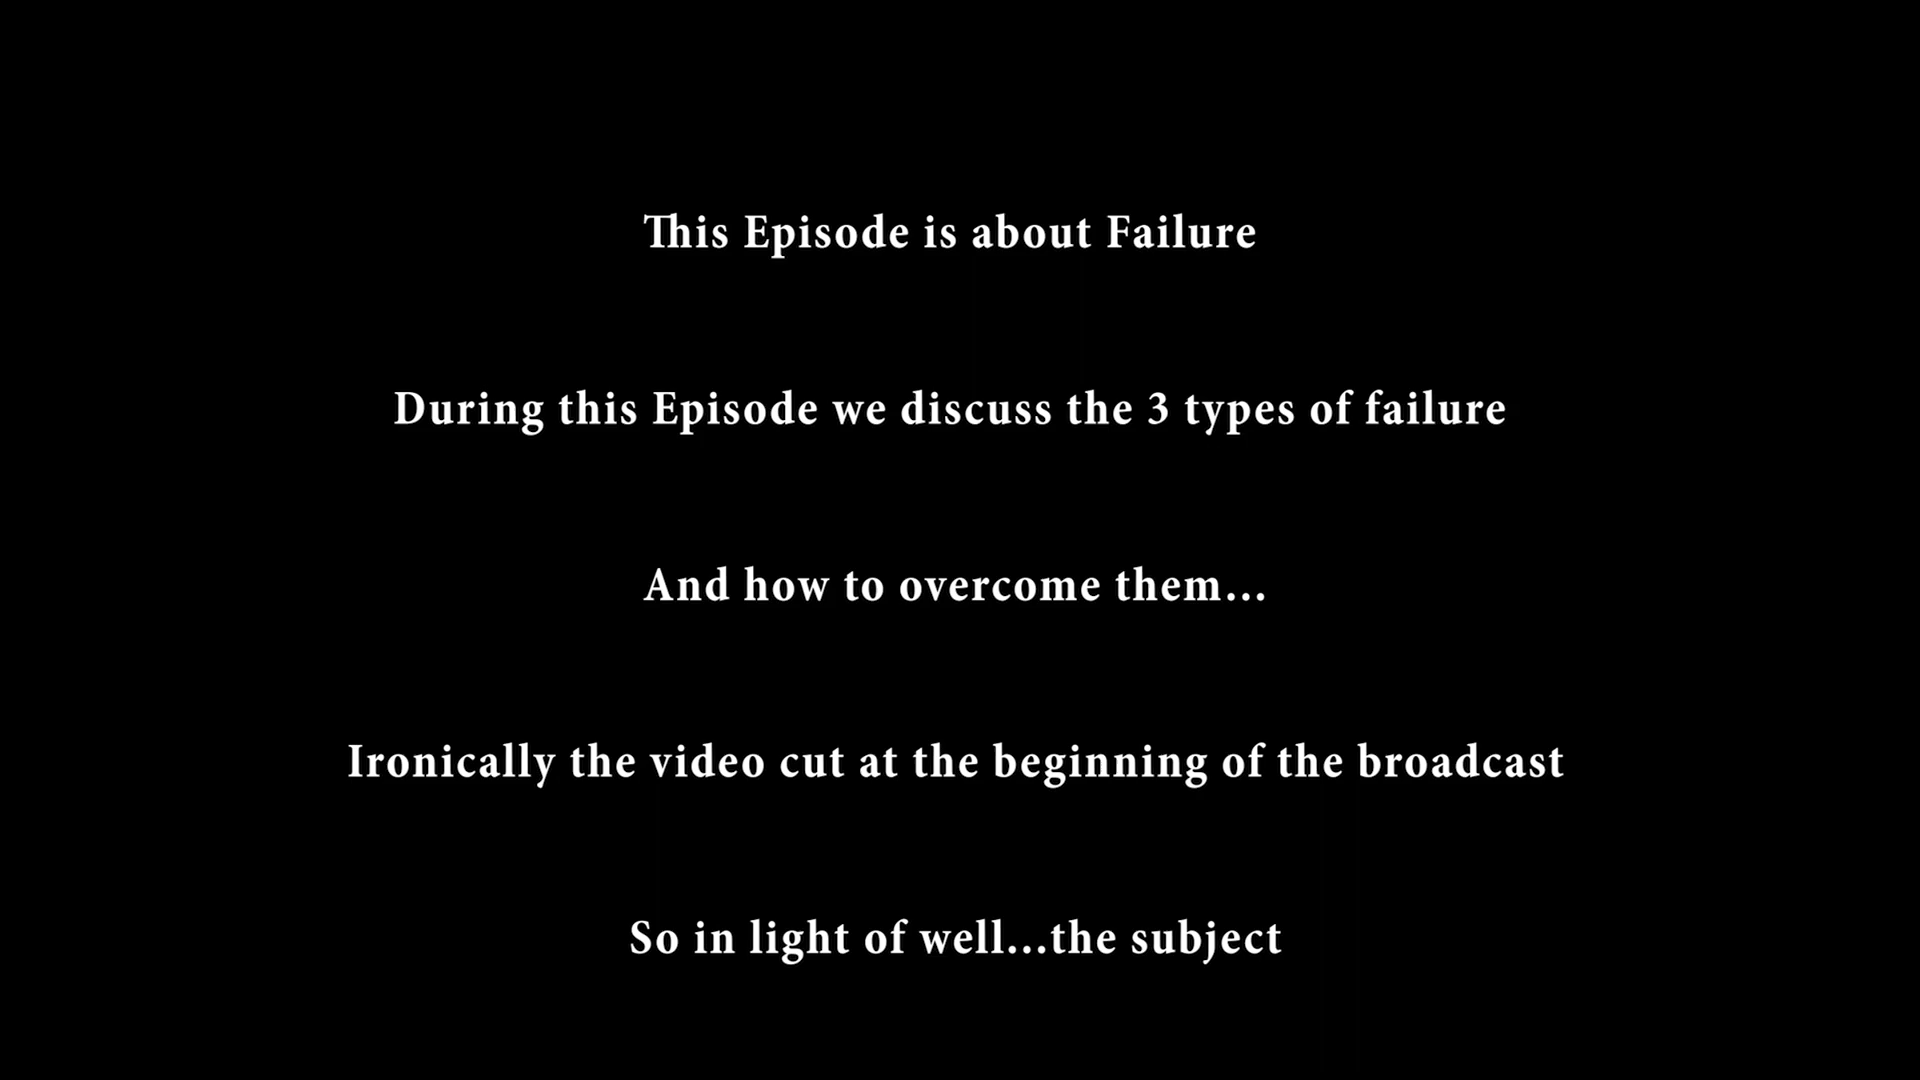 This Episode is about Failure
During this Episode we discuss the 3 types of failure
And how to overcome them...
Ironically the video cut at the beginning of the broadcast
So in light of well...the subject